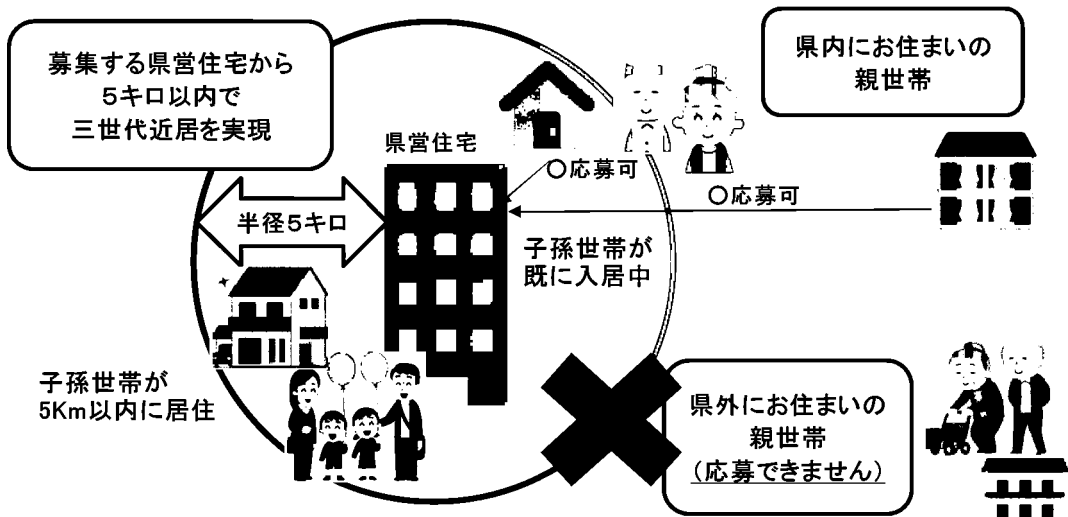 募集する県営住宅から
5キロ以内で
三世代近居を実現
県内にお住まいの
親世帯
県営住宅
〇応募可
〇応募可
半径5キロ
子孫世帯が
既に入居中
子孫世帯が
5Km以内に居住
県外にお住まいの
親世帯
(応募できません)